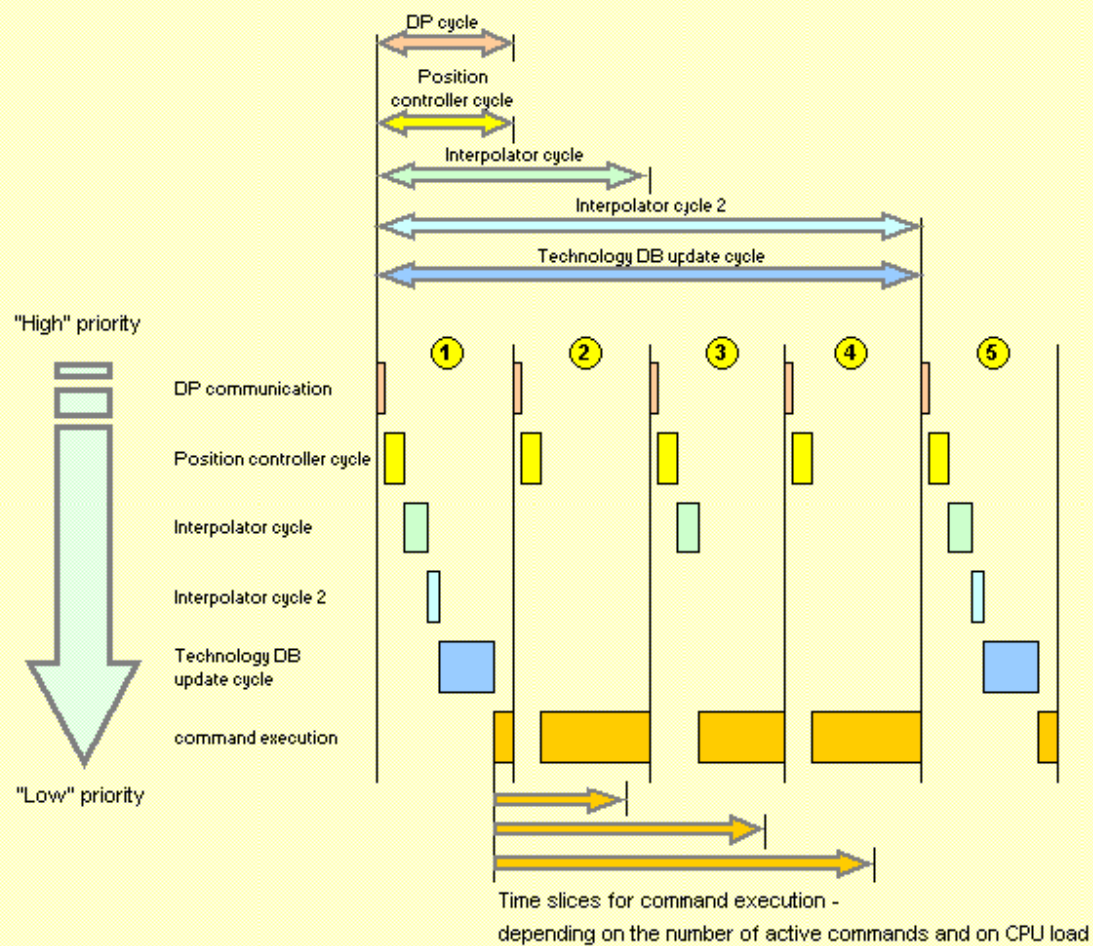 DP cycle
Position
controller cycle
Interpolator cycle
Interpolator cycle 2
Technology DB update cycle
"High" priority
1 2 3 4 5
DP communication
Position controller cycle
Interpolator cycle
Interpolator cycle 2
Technology DB
update cycle
command execution
"Low" priority
Time slices for command execution -
depending on the number of active commands and on CPU load